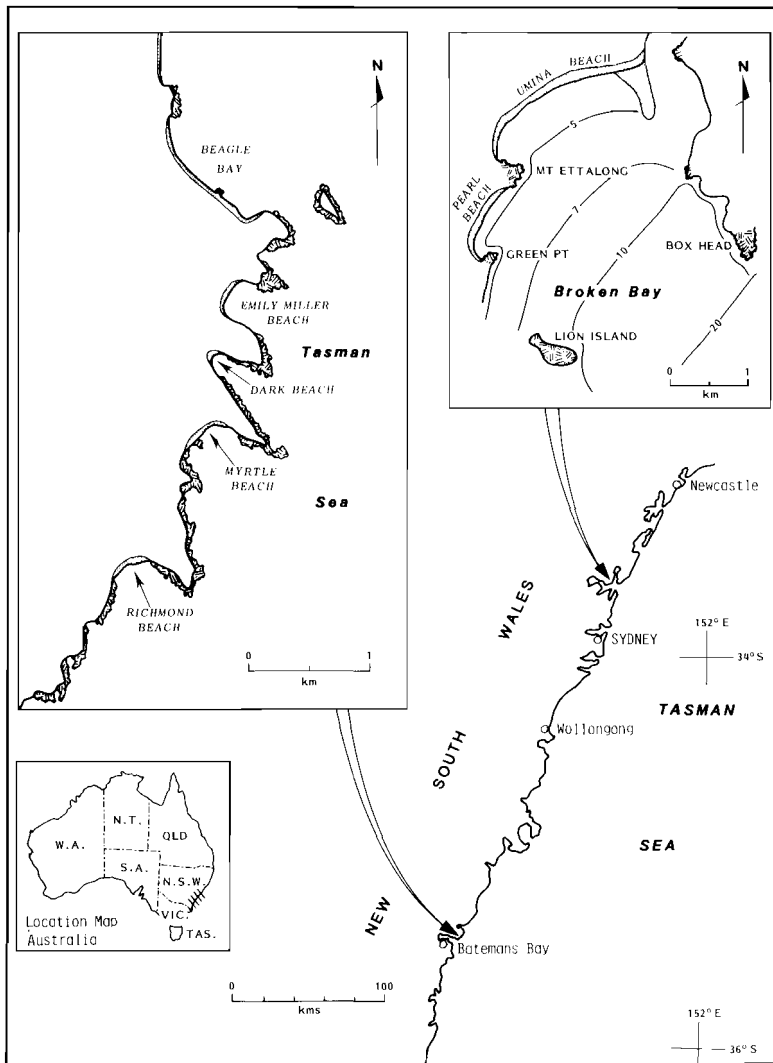 N
BEAGLE
BAY
EMILY MILLER
BEACH
Tasman
DARK BEACH
MYRTLE
BEACH
Sea
RICHMOND
BEACH
0 1
km
N
UMINA BEACH
5
MT ETTALONG
PEARL
BEACH
7
10
BOX HEAD
GREEN PT
Broken Bay
20
LION ISLAND
0 1
km
Newcastle
152° E
34° S
SYDNEY
NEW SOUTH WALES
TASMAN
Wollongong
SEA
W.A.
N.T.
QLD
S.A.
N.S.W.
VIC.
TAS.
Location Map
Australia
Batemans Bay
0 100
kms
152° E
36° S